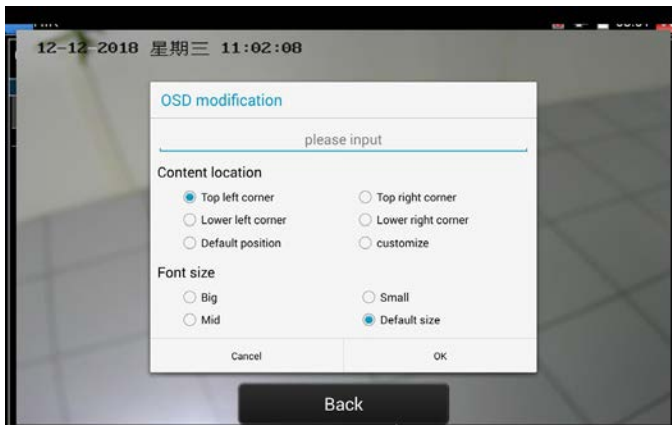 12-12-2018 星期三 11:02:08
OSD modification
please input
Content location
Top left corner
Top right corner
Lower left corner
Lower right corner
Default position
customize
Font size
Big
Small
Mid
Default size
Cancel
OK
Back